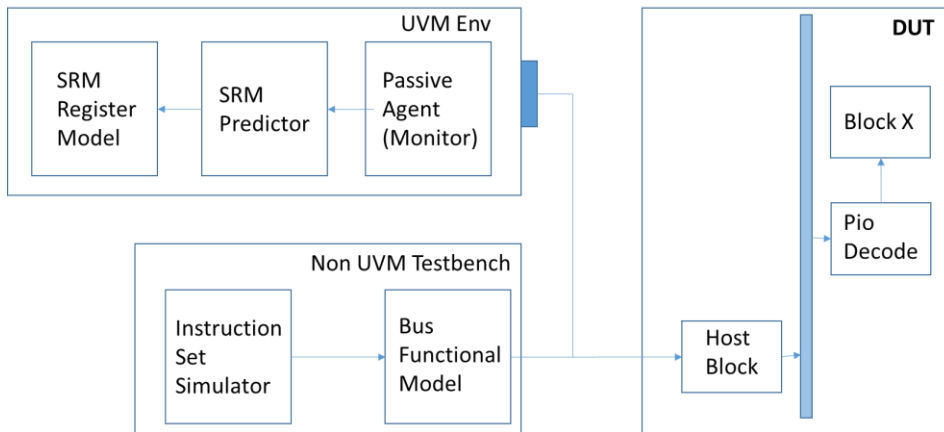 UVM Env
SRM
Register
Model
SRM
Predictor
Passive
Agent
(Monitor)
DUT
Block X
Pio
Decode
Non UVM Testbench
Instruction
Set
Simulator
Bus
Functional
Model
Host
Block